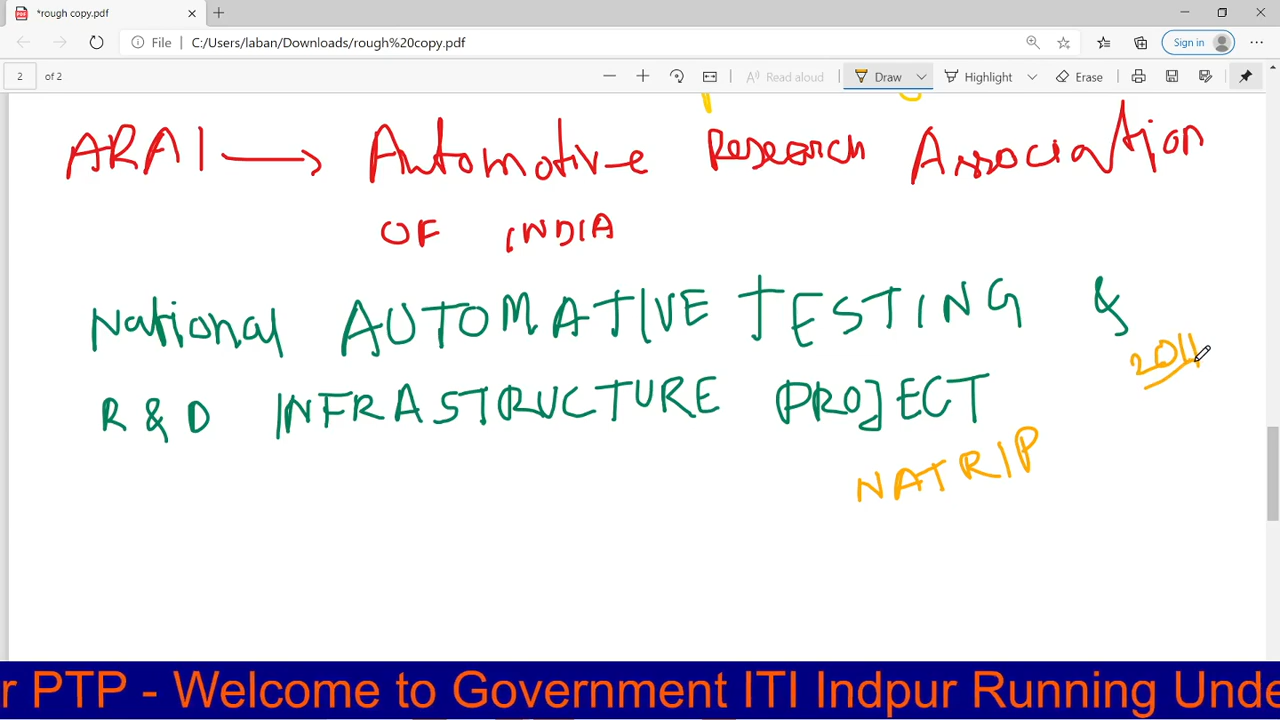 *rough copy.pdf
File C:/Users/laban/Downloads/rough%20copy.pdf Sign in
2 of 2 Read aloud Draw Highlight Erase
ARAI → Automotive Research Association
OF INDIA
National AUTOMATIVE TESTING &
2011
R & D INFRASTRUCTURE PROJECT
NATRIP
r PTP - Welcome to Government ITI Indpur Running Unde